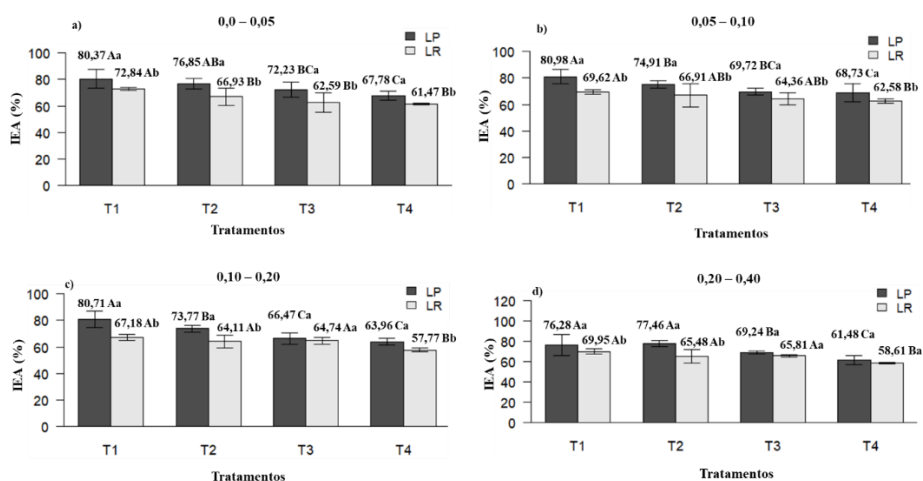 a)
0,0 – 0,05
LP
LR
80,37 Aa
72,84 Ab
76,85 ABa
66,93 Bb
72,23 BCa
62,59 Bb
67,78 Ca
61,47 Bb
IEA (%)
100
80
60
40
20
0
T1 T2 T3 T4
Tratamentos
b)
0,05 – 0,10
LP
LR
80,98 Aa
69,62 Ab
74,91 Ba
66,91 ABb
69,72 BCa
64,36 ABb
68,73 Ca
62,58 Bb
IEA (%)
100
80
60
40
20
0
T1 T2 T3 T4
Tratamentos
c)
0,10 – 0,20
LP
LR
80,71 Aa
67,18 Ab
73,77 Ba
64,11 Ab
66,47 Ca
64,74 Aa
63,96 Ca
57,77 Bb
IEA (%)
100
80
60
40
20
0
T1 T2 T3 T4
Tratamentos
d)
0,20 – 0,40
LP
LR
76,28 Aa
69,95 Ab
77,46 Aa
65,48 Ab
69,24 Ba
65,81 Aa
61,48 Ca
58,61 Ba
IEA (%)
120
100
80
60
40
20
0
T1 T2 T3 T4
Tratamentos